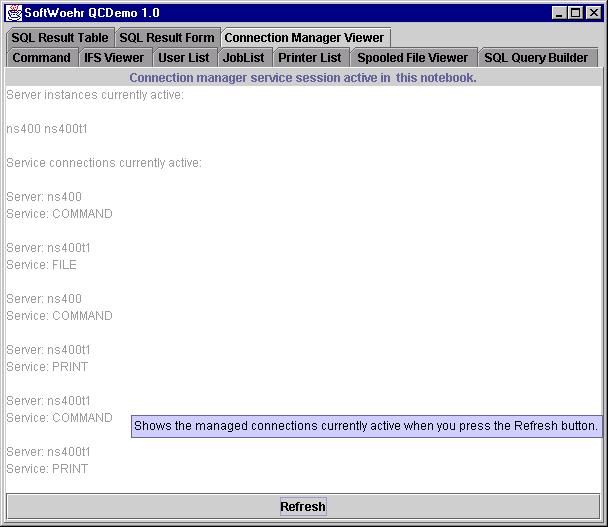 SoftWoehr QCDemo 1.0
SQL Result Table SQL Result Form Connection Manager Viewer
Command IFS Viewer User List JobList Printer List Spooled File Viewer SQL Query Builder
Connection manager service session active in this notebook.
Server instances currently active:
ns400 ns400t1
Service connections currently active:
Server: ns400
Service: COMMAND
Server: ns400t1
Service: FILE
Server: ns400
Service: COMMAND
Server: ns400t1
Service: PRINT
Server: ns400t1
Service: COMMAND
Shows the managed connections currently active when you press the Refresh button.
Server: ns400t1
Service: PRINT
Refresh